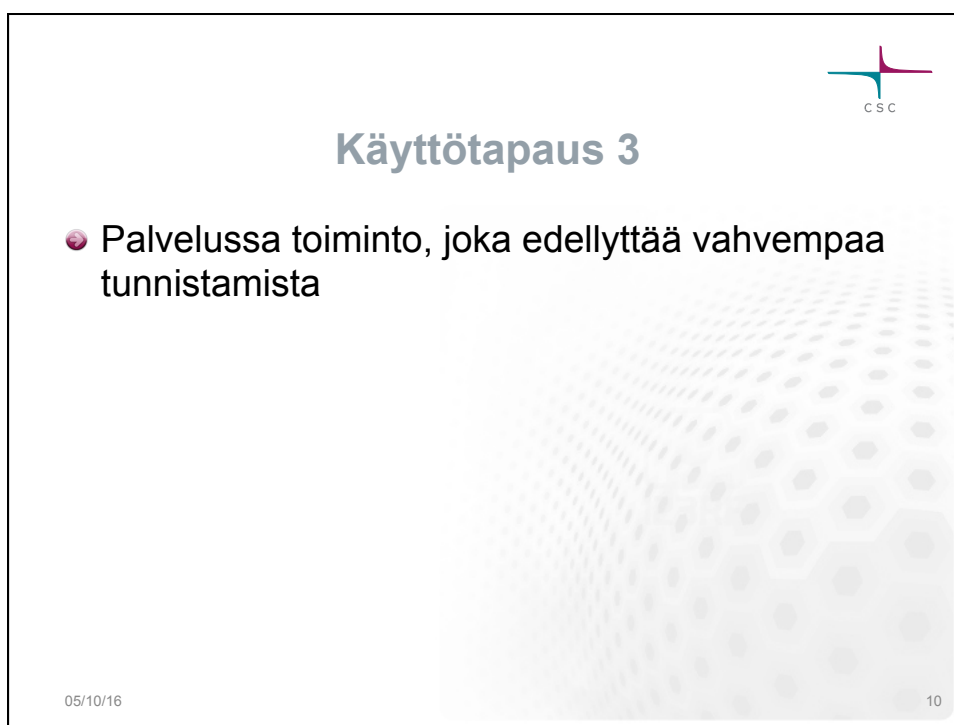 CSC
Käyttötapaus 3
Palvelussa toiminto, joka edellyttää vahvempaa
tunnistamista
05/10/16
10